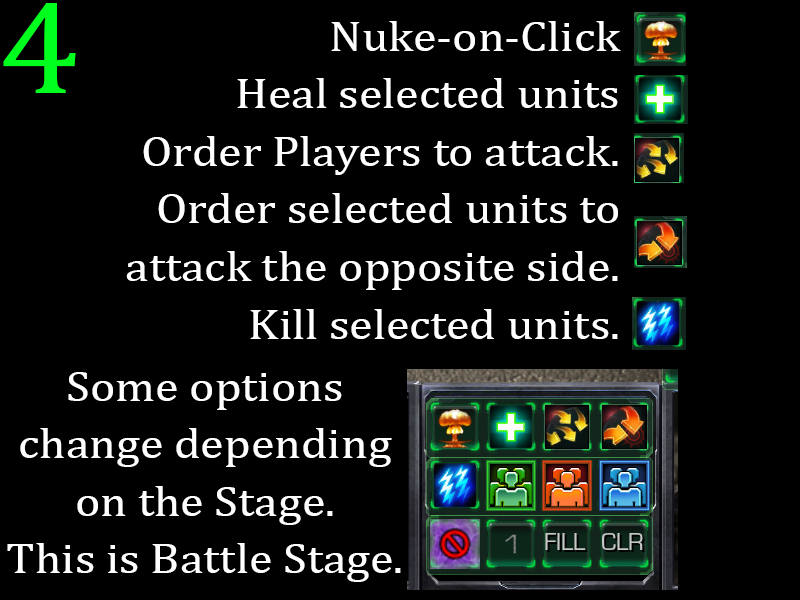 4
Nuke-on-Click
Heal selected units
Order Players to attack.
Order selected units to
attack the opposite side.
Kill selected units.
Some options
change depending
on the Stage.
This is Battle Stage.
1 FILL CLR